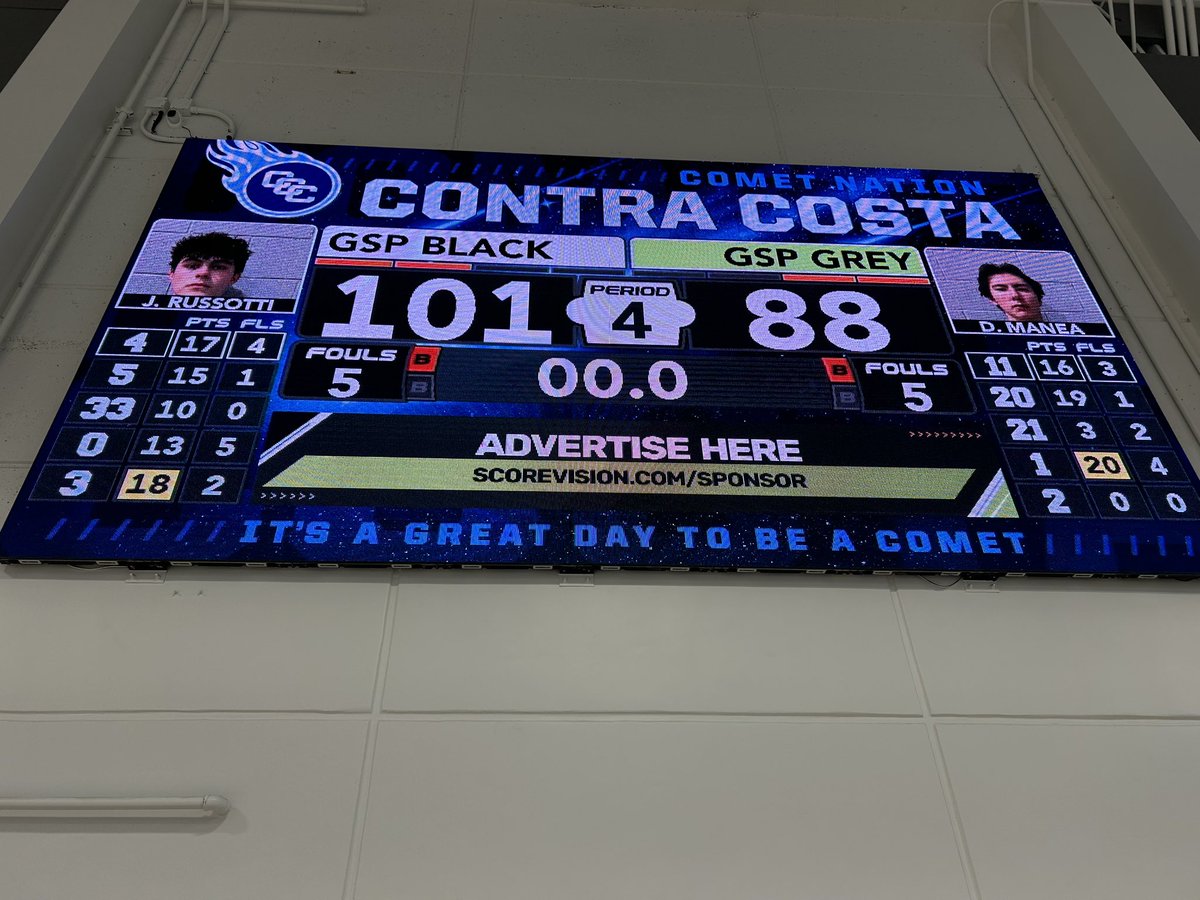 COMET NATION
CCC
CONTRA COSTA
GSP BLACK
GSP GREY
J. RUSSOTTI
101
PERIOD
4
88
D. MANEA
FOULS
5
B
B
00.0
B
B
FOULS
5
PTS FLS
4 17 4
5 15 1
33 10 0
0 13 5
3 18 2
PTS FLS
11 16 3
20 19 1
21 3 2
1 20 4
2 0 0
ADVERTISE HERE
SCOREVISION.COM/SPONSOR
IT'S A GREAT DAY TO BE A COMET